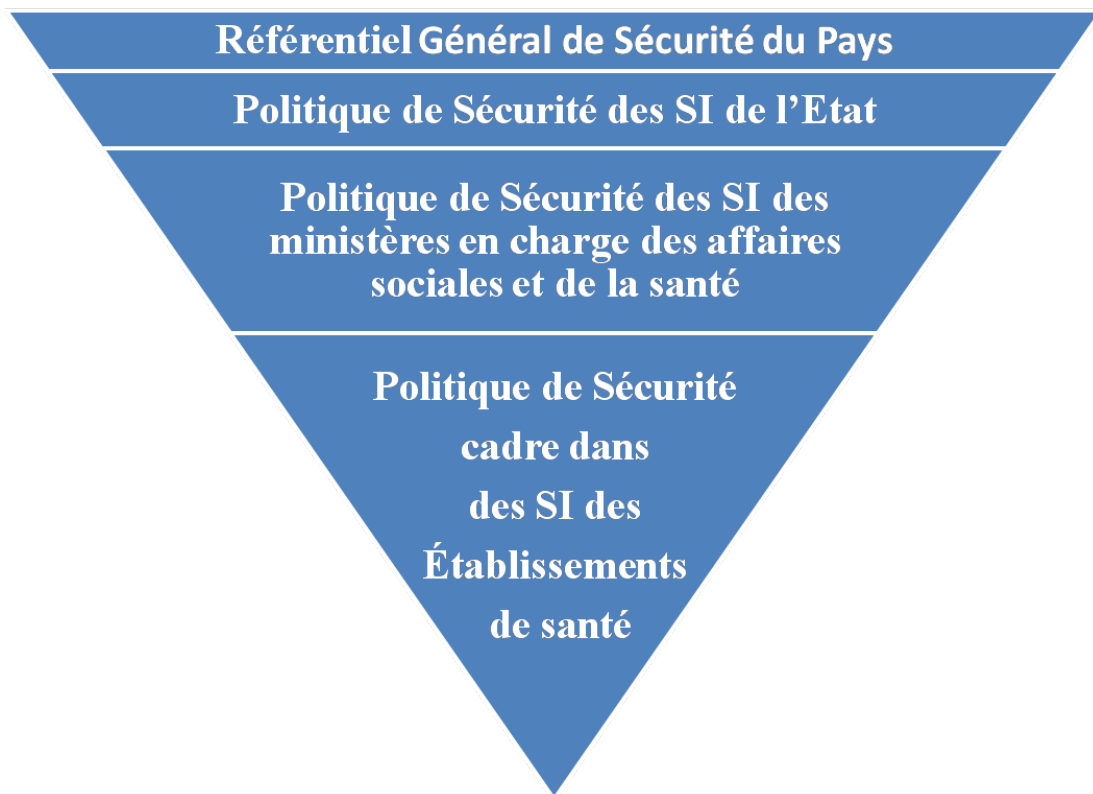 Référentiel Général de Sécurité du Pays
Politique de Sécurité des SI de l’Etat
Politique de Sécurité des SI des
ministères en charge des affaires
sociales et de la santé
Politique de Sécurité
cadre dans
des SI des
Établissements
de santé